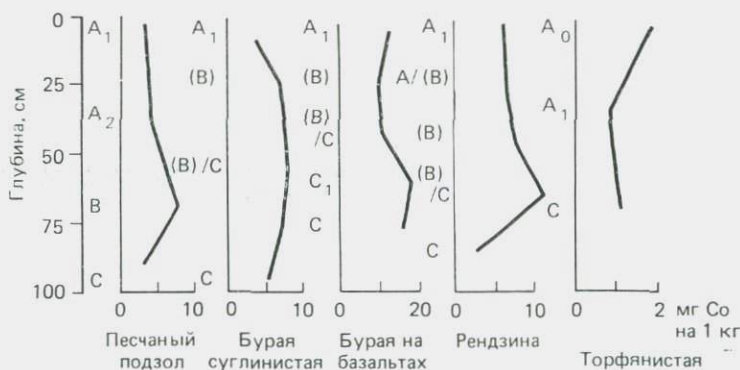 Глубина, см
0
25
50
75
100
A1
A2
B
C
A1
(B)
(B)/C
C
A1
(B)
(B)
/C
C1
C
A1
A/(B)
(B)
(B)
/C
C
A0
A1
C
0 10
0 10
0 20
0 10
0 2
мг Co
на 1 кг
Песчаный
подзол
Бурая
суглинистая
Бурая на
базальтах
Рендзина
Торфянистая